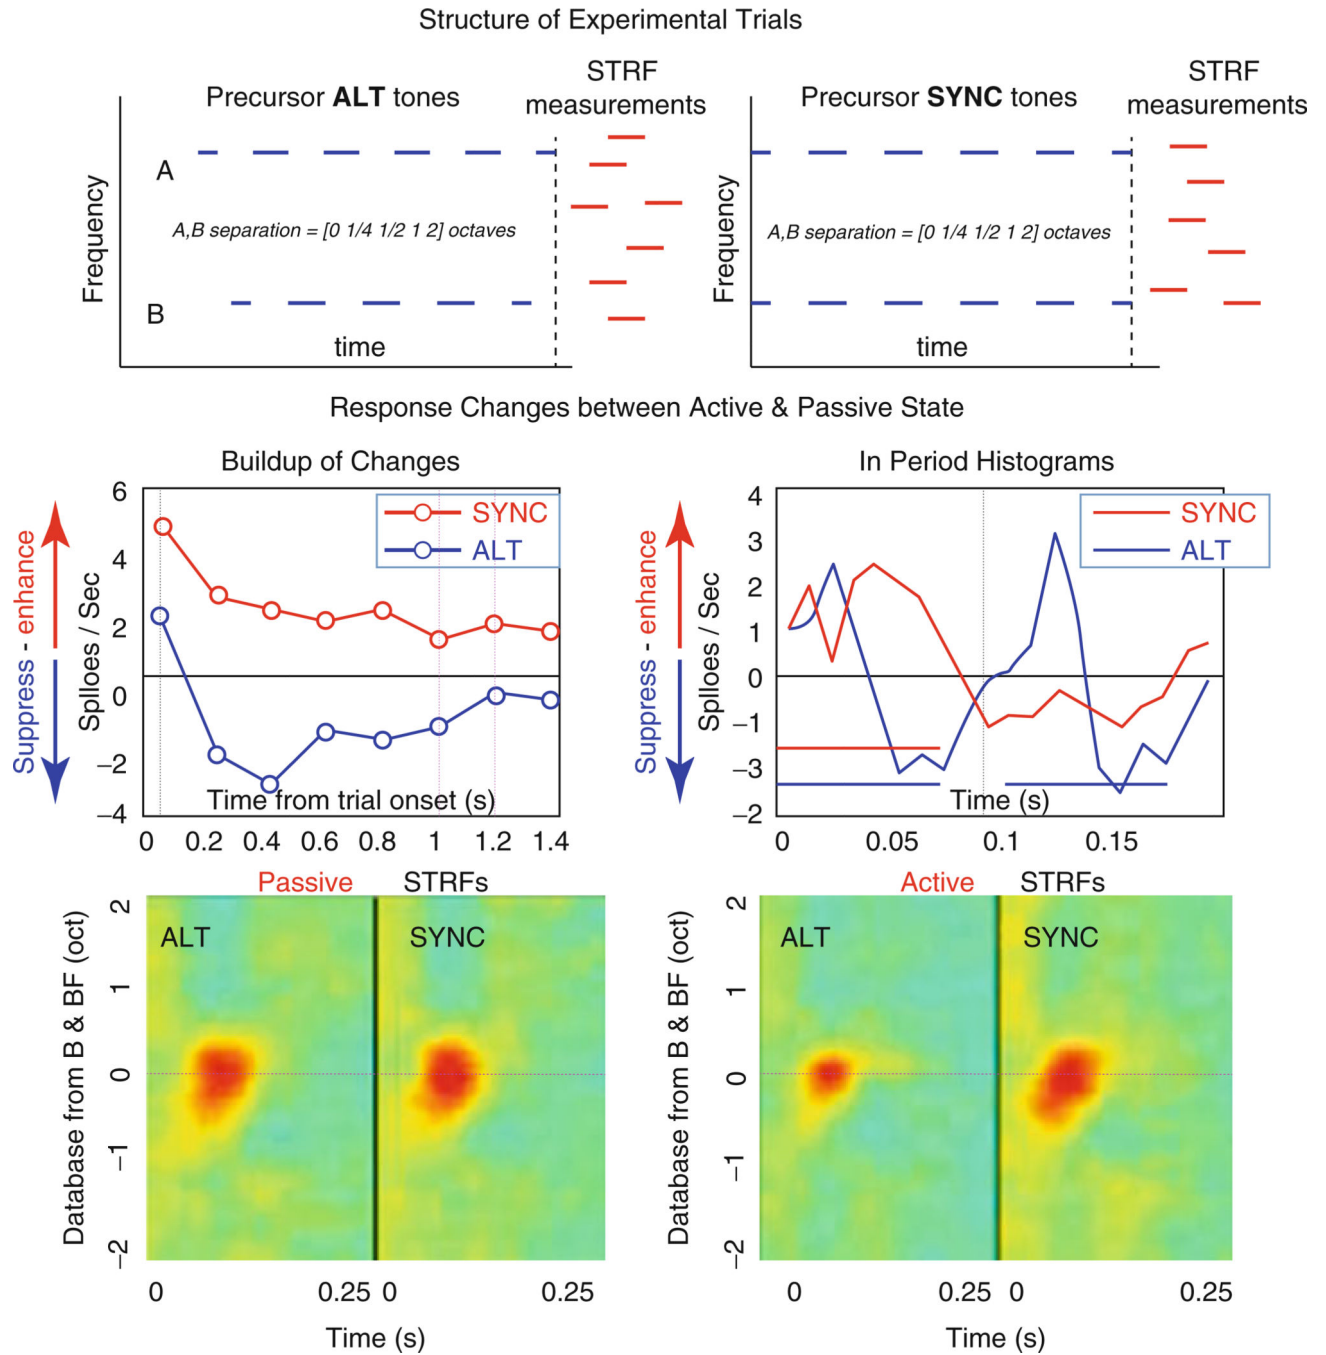 Structure of Experimental Trials
Precursor ALT tones
STRF
measurements
Frequency
A
A,B separation = [0 1/4 1/2 1 2] octaves
B
time
Precursor SYNC tones
STRF
measurements
Frequency
A,B separation = [0 1/4 1/2 1 2] octaves
time
Response Changes between Active & Passive State
Buildup of Changes
Suppress - enhance
Splloes / Sec
6
4
2
0
−2
−4
SYNC
ALT
Time from trial onset (s)
0 0.2 0.4 0.6 0.8 1 1.2 1.4
In Period Histograms
Suppress - enhance
Splloes / Sec
4
3
2
1
0
−1
−3
−2
SYNC
ALT
Time (s)
0 0.05 0.1 0.15
Passive STRFs
Database from B & BF (oct)
2
1
0
−1
−2
ALT
SYNC
0 0.25 0 0.25
Time (s)
Active STRFs
Database from B & BF (oct)
2
1
0
−1
−2
ALT
SYNC
0 0.25 0 0.25
Time (s)